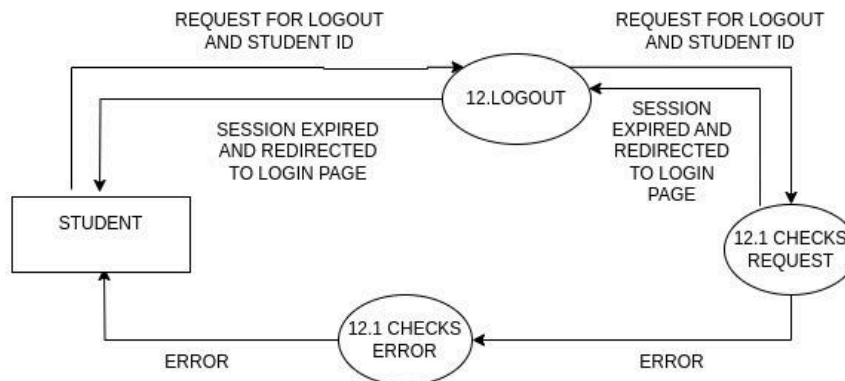 REQUEST FOR LOGOUT
AND STUDENT ID
REQUEST FOR LOGOUT
AND STUDENT ID
12.LOGOUT
SESSION EXPIRED
AND REDIRECTED
TO LOGIN PAGE
SESSION
EXPIRED AND
REDIRECTED
TO LOGIN
PAGE
STUDENT
12.1 CHECKS
REQUEST
12.1 CHECKS
ERROR
ERROR
ERROR